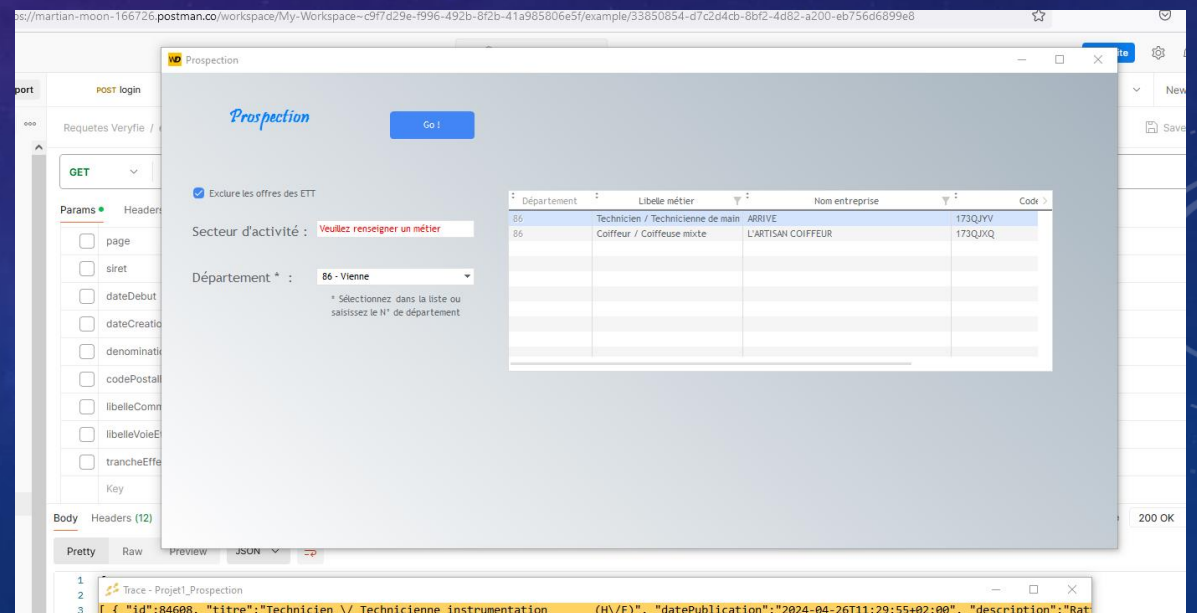 martian-moon-166726.postman.co/workspace/My-Workspace~c9f7d29e-f996-492b-8f2b-41a985806e5f/example/33850854-d7c2d4cb-8bf2-4d82-a200-eb756d6899e8
WD Prospection
POST login
New
Prospection
Go !
Requetes Veryfie /
Save
GET
Exclure les offres des ETT
Params
Headers
Département Libelle métier Nom entreprise Code
86 Technicien / Technicienne de main ARRIVE 173QJYV
86 Coiffeur / Coiffeuse mixte L'ARTISAN COIFFEUR 173QJXQ
Secteur d'activité : Veuillez renseigner un métier
page
siret
Département * : 86 - Vienne
* Sélectionnez dans la liste ou
saisissez le N° de département
dateDebut
dateCreatio
denominati
codePostal
libelleComm
libelleVoieE
trancheEffe
Key
Body Headers (12)
200 OK
Pretty Raw Preview JSON
1
2
3
Trace - Projet1_Prospection
[ { "id":84608, "titre":"Technicien \/ Technicienne instrumentation (H\/F)", "datePublication":"2024-04-26T11:29:55+02:00", "description":"Rat